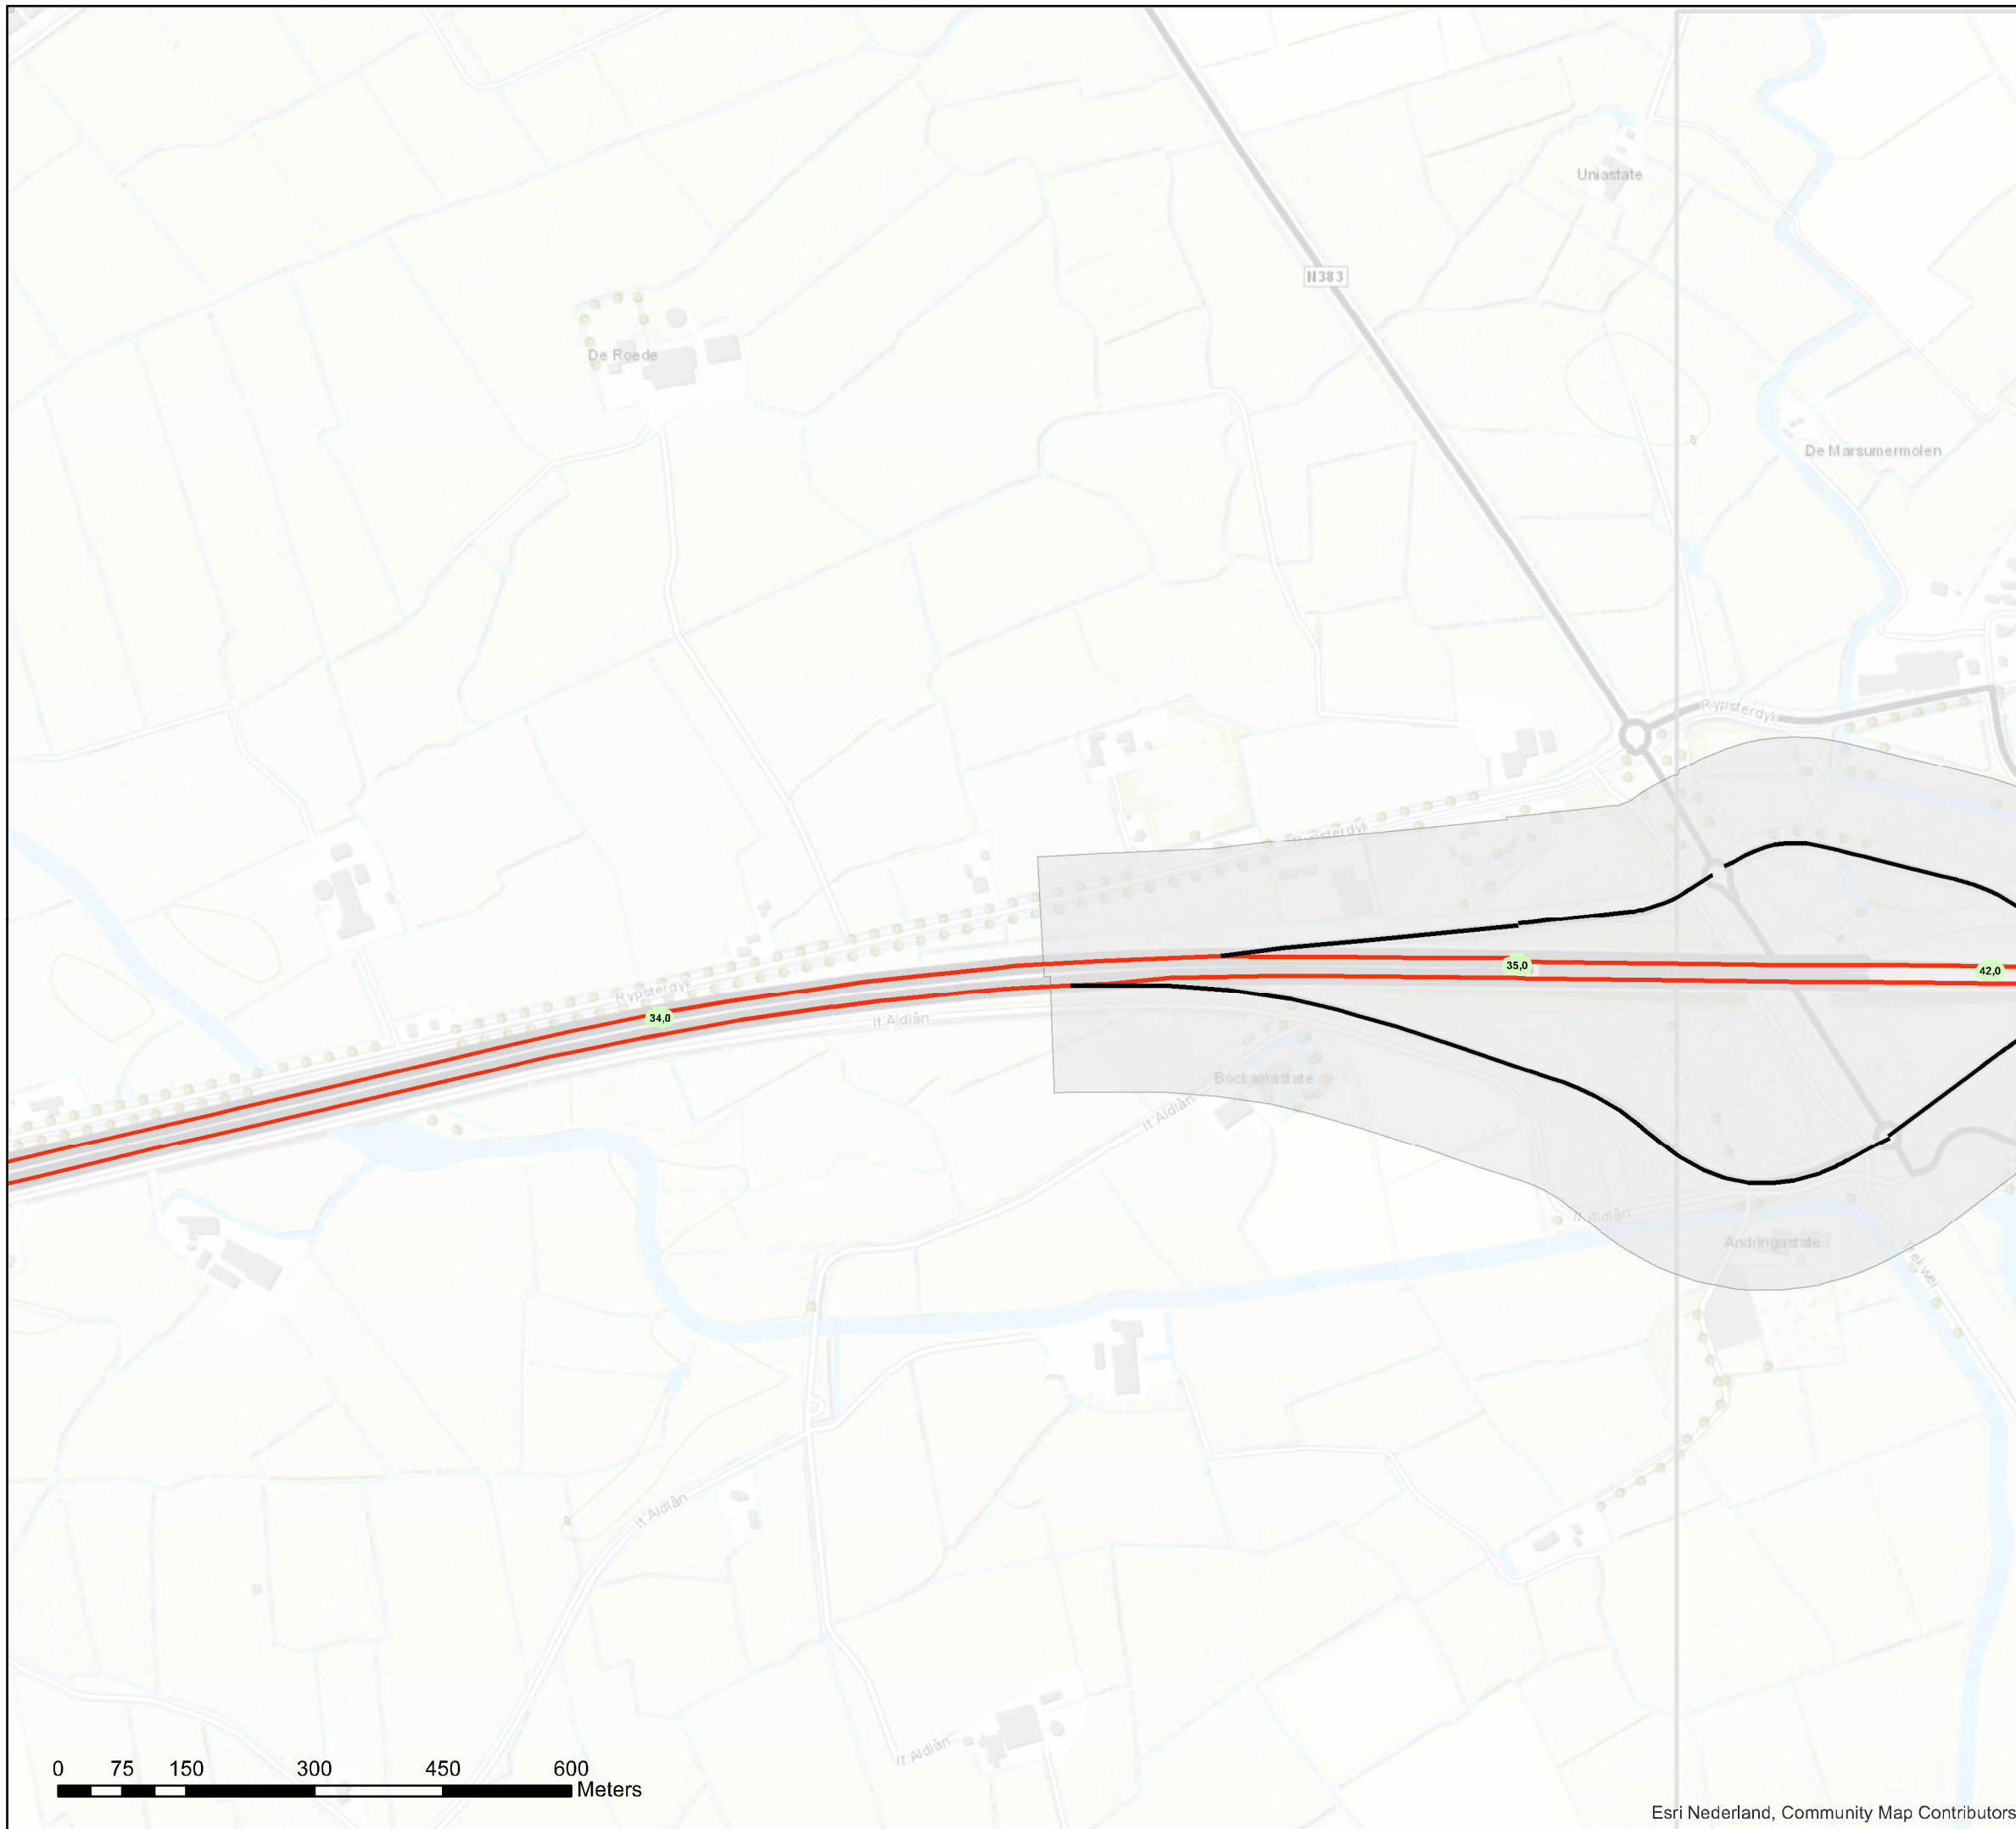 Uniastate
N383
De Roede
De Marsumermolen
Rypsterdyk
Rypsterdyk
35,0
42,0
Rypsterdyk
34,0
It Aldlân
Bockamastate
It Aldlân
It Aldlân
Andringastate
Trekwei
It Aldlân
It Aldlân
0 75 150 300 450 600
Meters
Esri Nederland, Community Map Contributors